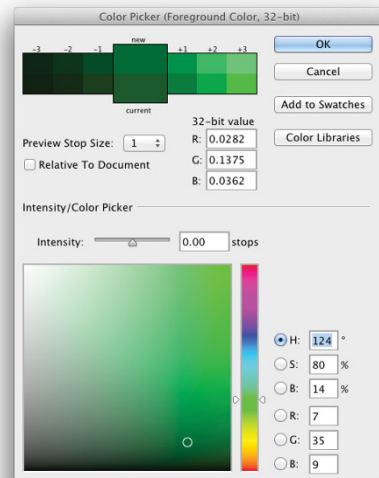 Color Picker (Foreground Color, 32-bit)
new
-3 -2 -1 +1 +2 +3
current
OK
Cancel
Add to Swatches
Color Libraries
32-bit value
Preview Stop Size: 1
R: 0.0282
Relative To Document
G: 0.1375
B: 0.0362
Intensity/Color Picker
Intensity: 0.00 stops
H: 124 °
S: 80 %
B: 14 %
R: 7
G: 35
B: 9